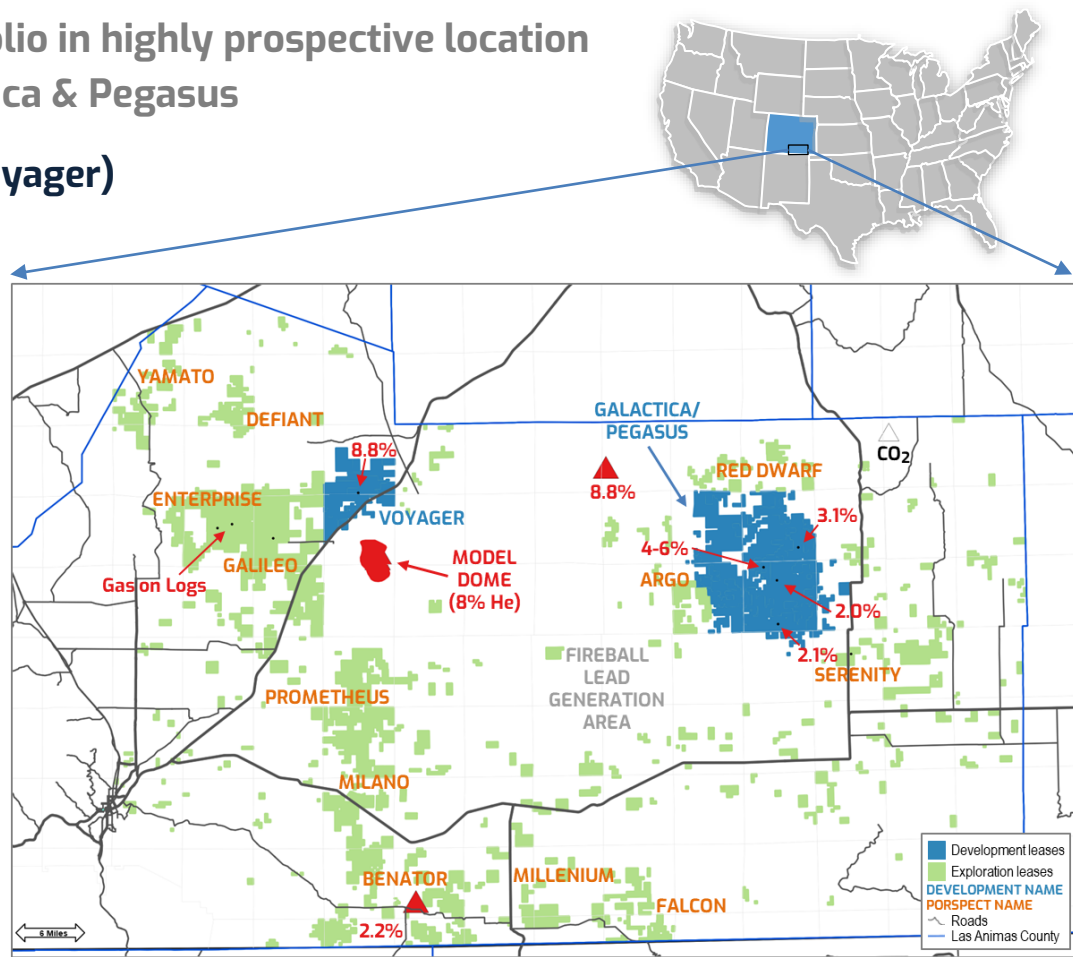 olio in highly prospective location
ica & Pegasus
yager)
YAMATO
DEFIANT
GALACTICA/
PEGASUS
8.8%
CO2
RED DWARF
8.8%
ENTERPRISE
3.1%
VOYAGER
4-6%
MODEL
DOME
(8% He)
GALILEO
ARGO
Gas on Logs
2.0%
2.1%
FIREBALL
LEAD
GENERATION
AREA
SERENITY
PROMETHEUS
MILANO
BENATOR
MILLENIUM
FALCON
2.2%
6 Miles
Development leases
Exploration leases
DEVELOPMENT NAME
PORSPECT NAME
Roads
Las Animas County